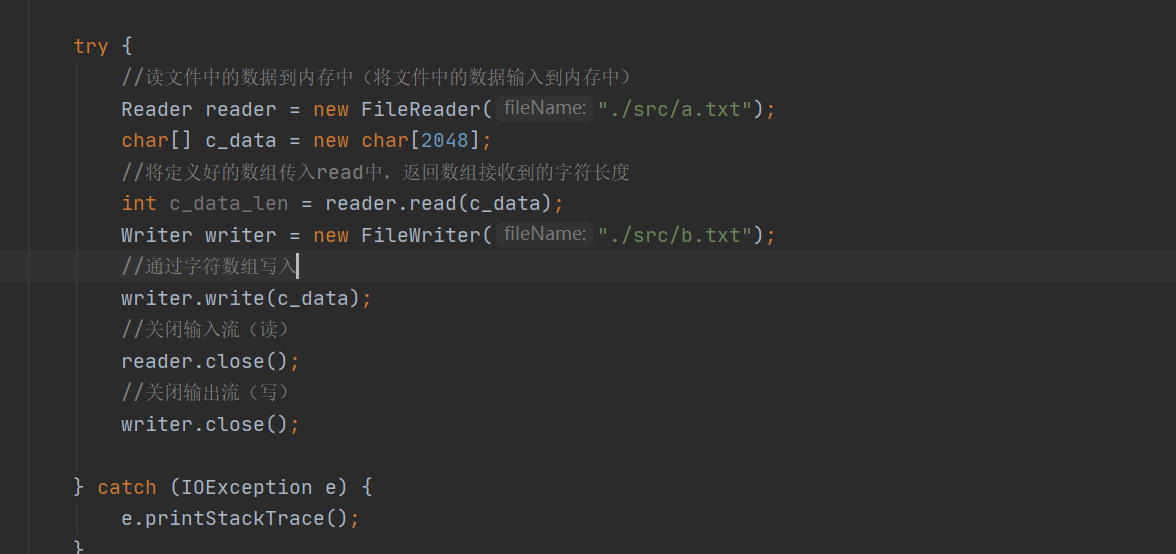 try {
//读文件中的数据到内存中（将文件中的数据输入到内存中）
Reader reader = new FileReader( fileName: "./src/a.txt");
char[] c_data = new char[2048];
//将定义好的数组传入read中，返回数组接收到的字符长度
int c_data_len = reader.read(c_data);
Writer writer = new FileWriter( fileName: "./src/b.txt");
//通过字符数组写入
writer.write(c_data);
//关闭输入流（读）
reader.close();
//关闭输出流（写）
writer.close();
} catch (IOException e) {
e.printStackTrace();
}